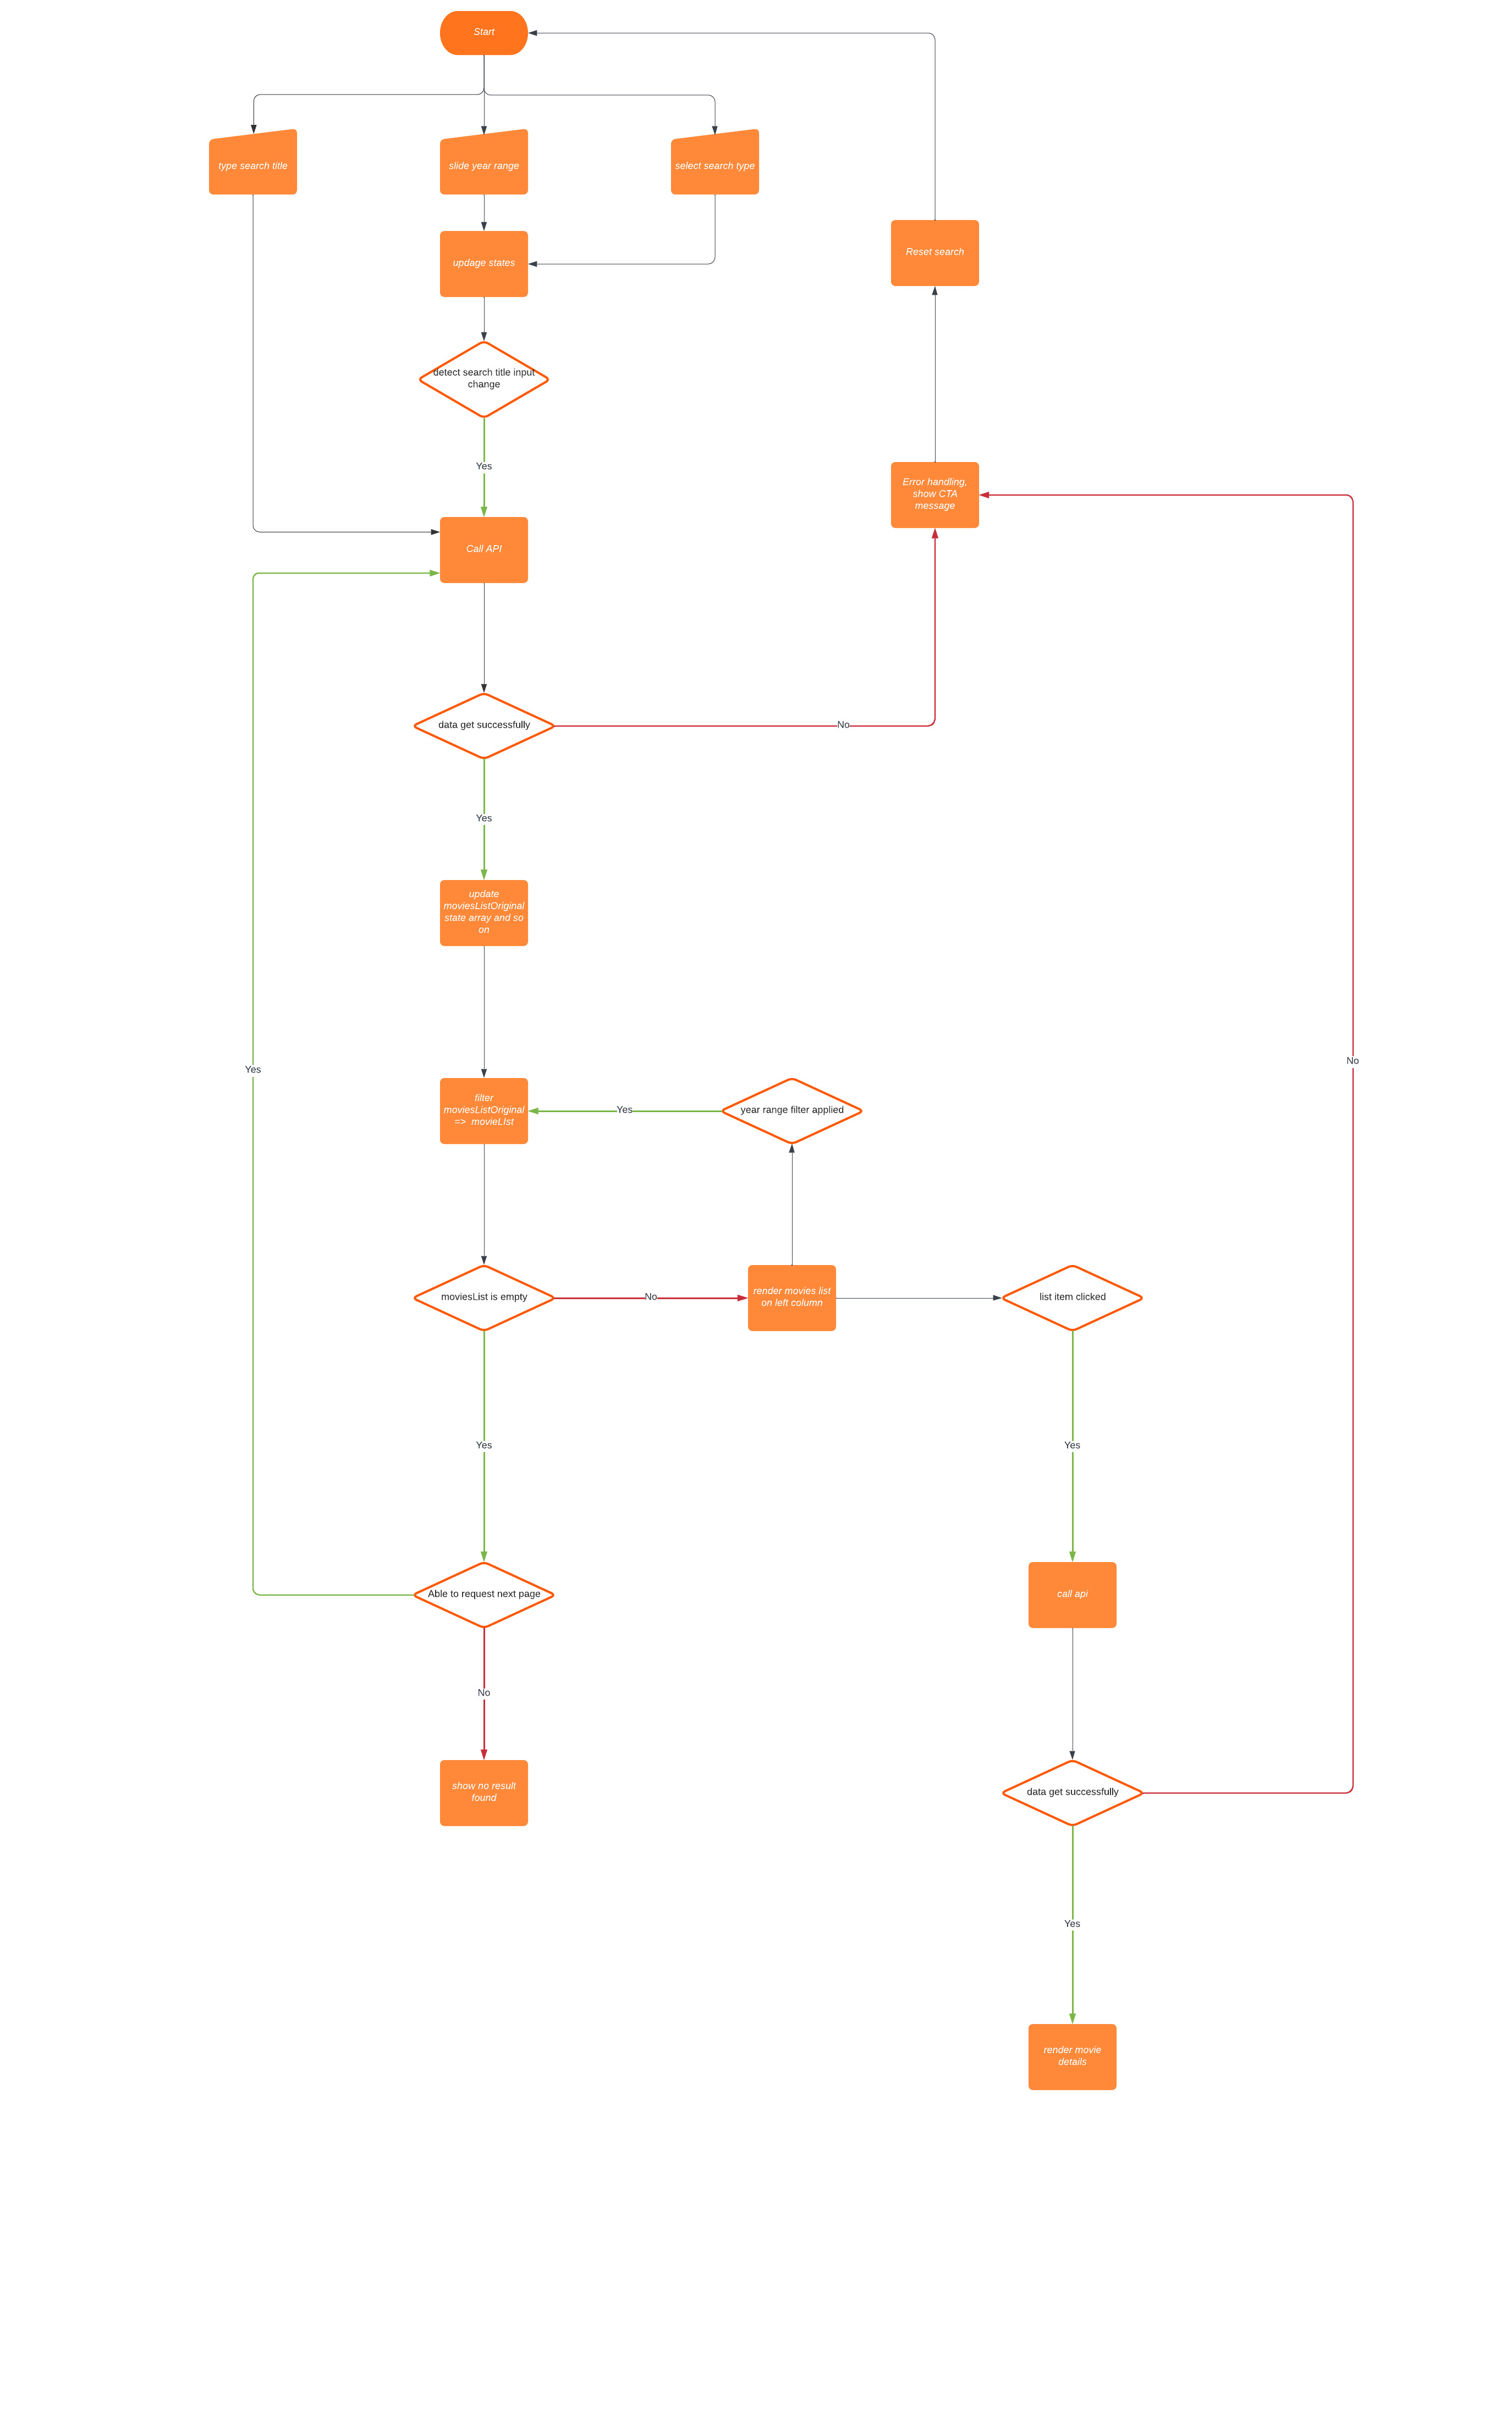 Start
type search title
slide year range
select search type
Reset search
updage states
detect search title input
change
Yes
Error handling,
show CTA
message
Call API
data get successfully
No
Yes
update
moviesListOriginal
state array and so
on
No
Yes
filter
moviesListOriginal
=> movieLIst
Yes
year range filter applied
moviesList is empty
No
render movies list
on left column
list item clicked
Yes
Yes
Able to request next page
call api
No
show no result
found
data get successfully
Yes
render movie
details